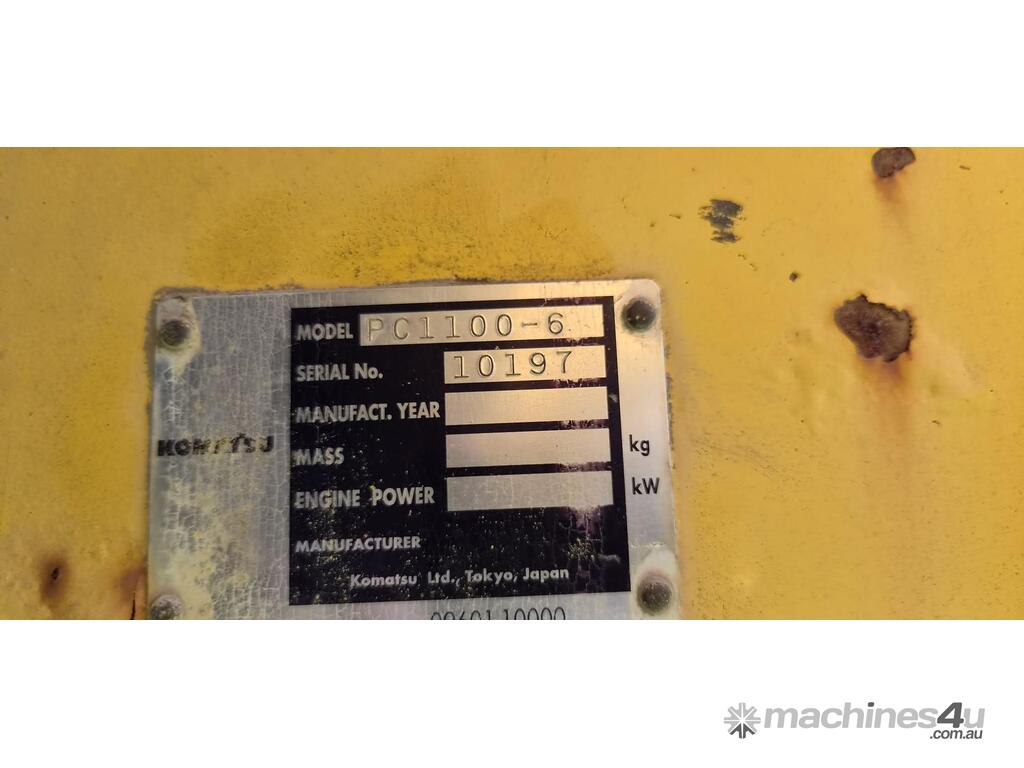 MODEL PC1100-6
SERIAL No. 10197
MANUFACT. YEAR
KOMATSU
MASS kg
ENGINE POWER kW
MANUFACTURER
Komatsu Ltd., Tokyo, Japan
machines4u
.com.au